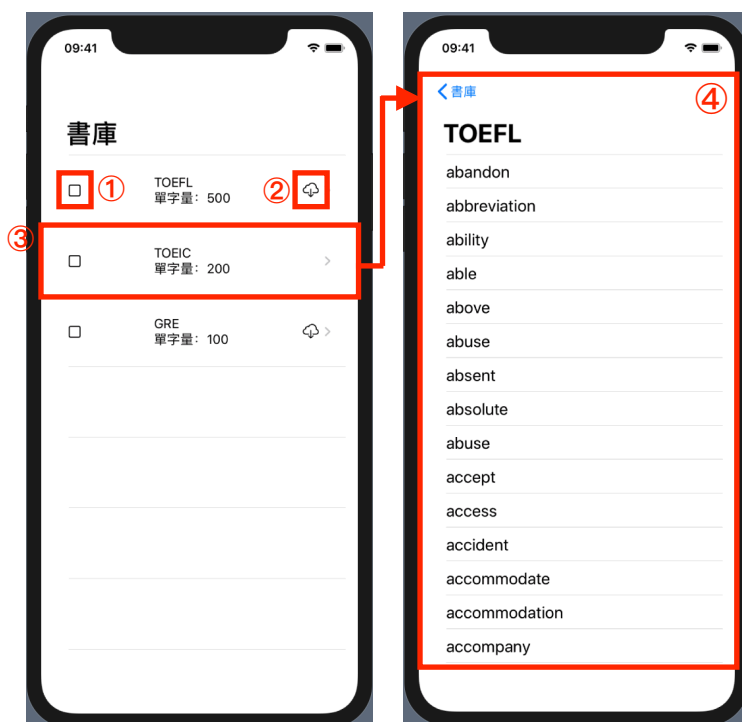 09:41
書庫
① TOEFL ②
單字量: 500
③
TOEIC
單字量: 200
GRE
單字量: 100
09:41
書庫
④
TOEFL
abandon
abbreviation
ability
able
above
abuse
absent
absolute
abuse
accept
access
accident
accommodate
accommodation
accompany